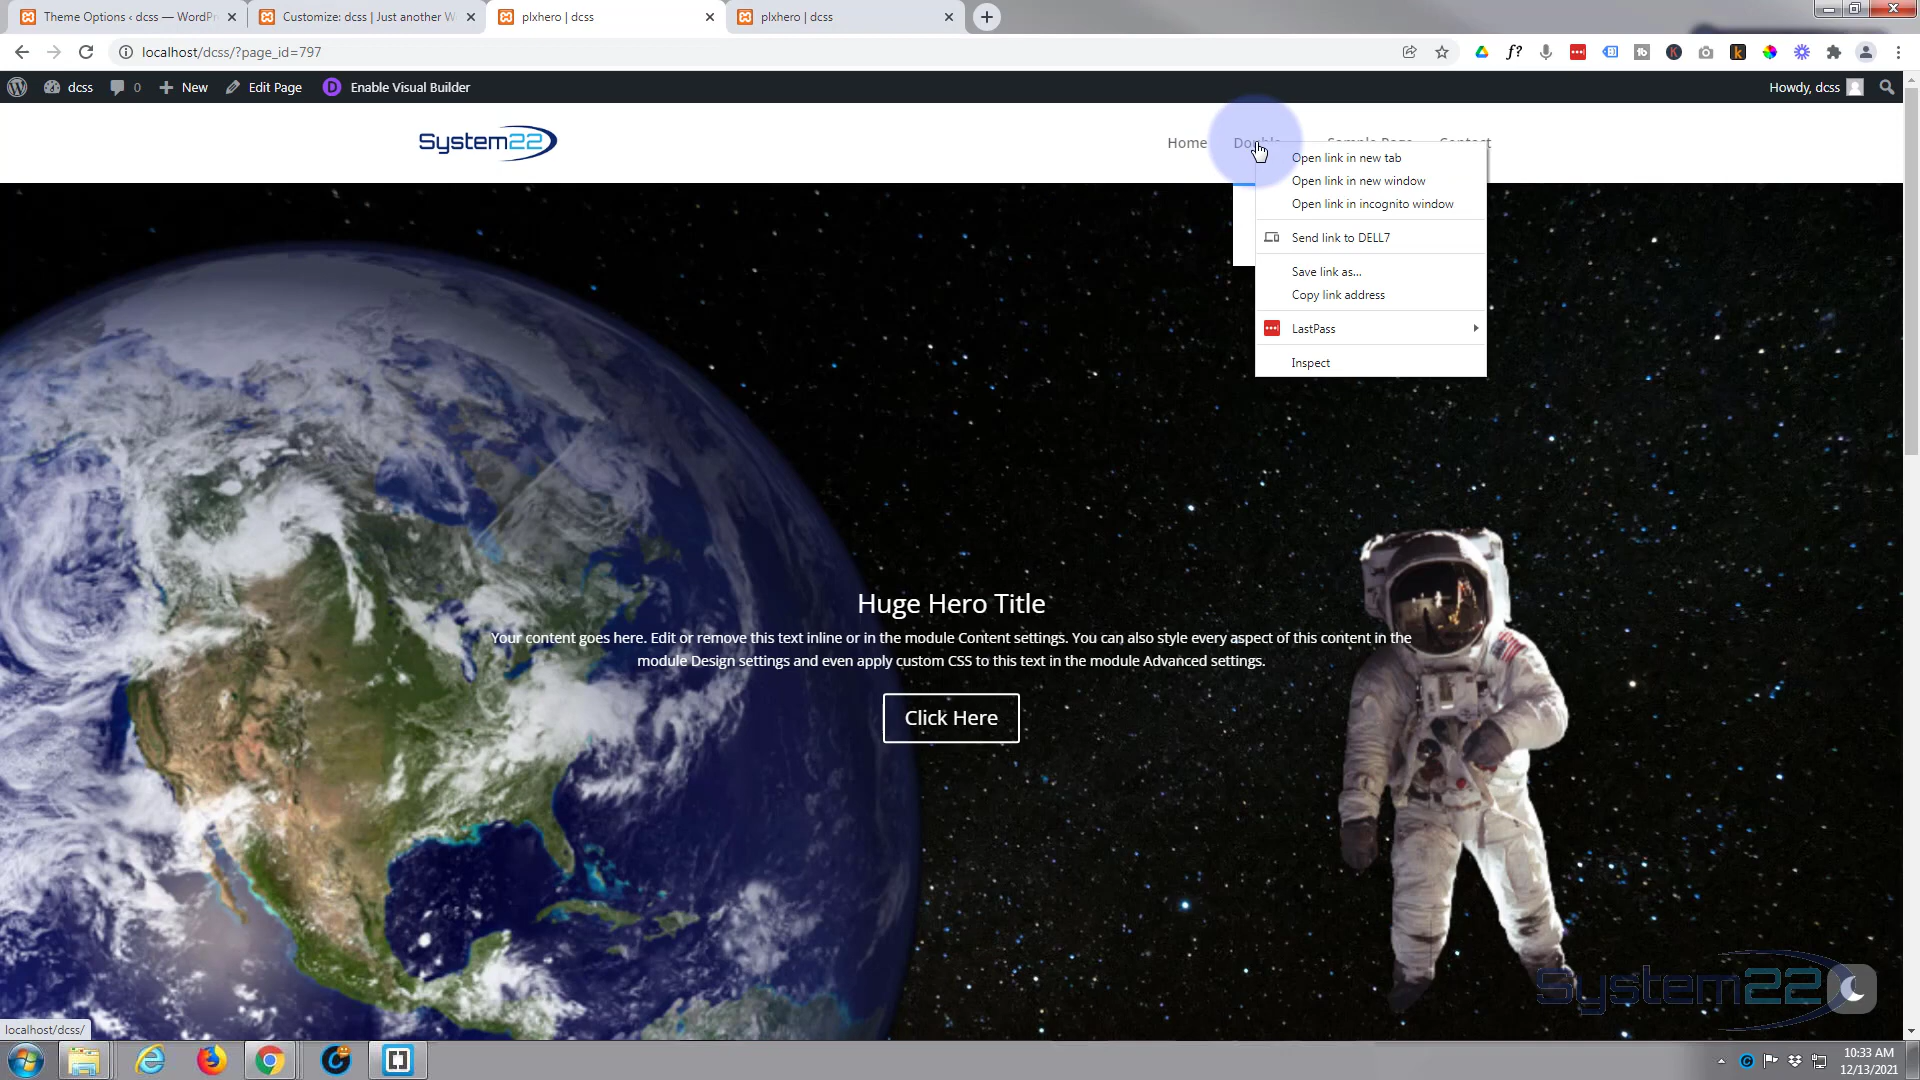 Theme Options ‹ dcss — WordPr
Customize: dcss | Just another W
plxhero | dcss
plxhero | dcss
localhost/dcss/?page_id=797
dcss
0
New
Edit Page
Enable Visual Builder
Howdy, dcss
System22
Home
Double
Sample Page
Contact
Open link in new tab
Open link in new window
Open link in incognito window
Send link to DELL7
Save link as...
Copy link address
LastPass
Inspect
Huge Hero Title
Your content goes here. Edit or remove this text inline or in the module Content settings. You can also style every aspect of this content in the
module Design settings and even apply custom CSS to this text in the module Advanced settings.
Click Here
System22
localhost/dcss/
10:33 AM
12/13/2021